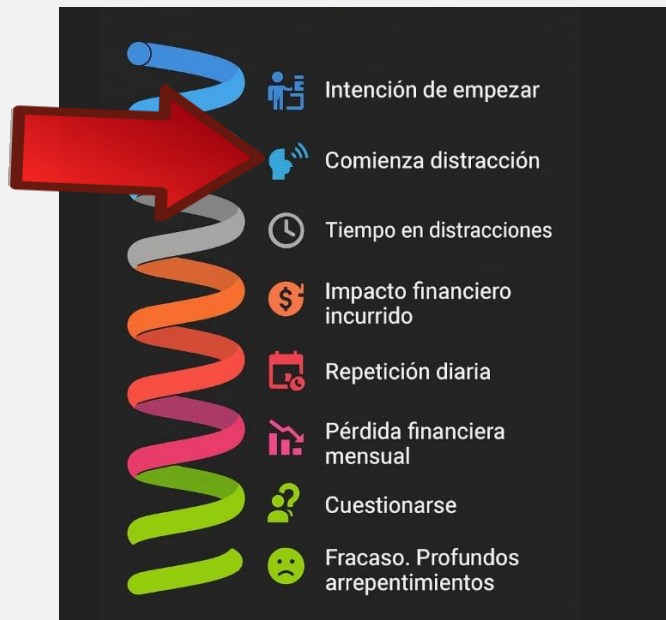 Intención de empezar
Comienza distracción
Tiempo en distracciones
Impacto financiero
incurrido
Repetición diaria
Pérdida financiera
mensual
Cuestionarse
Fracaso. Profundos
arrepentimientos